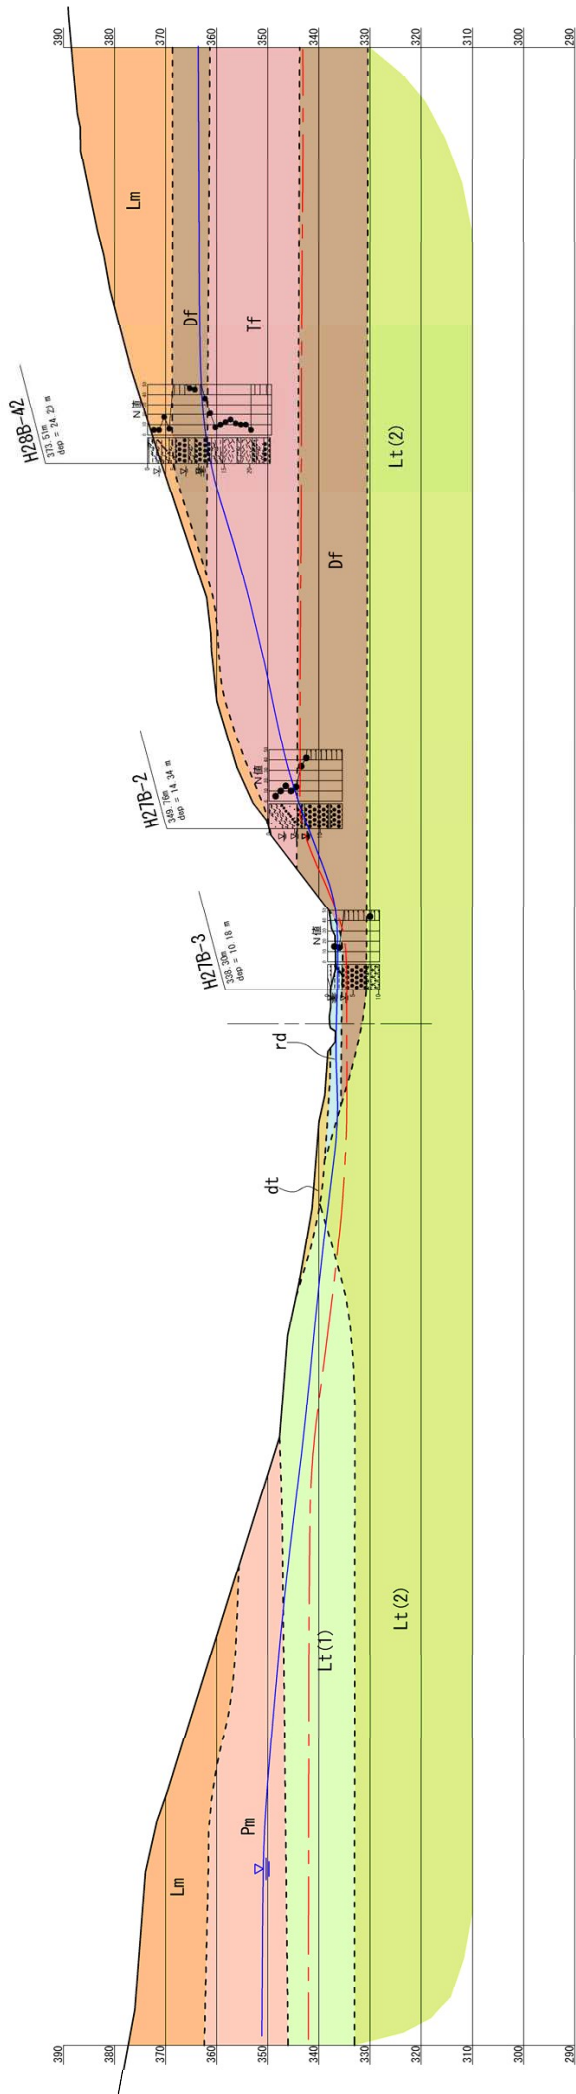 390
380
370
360
350
340
330
320
310
300
290
Lm
Df
Tf
Df
Lt(2)
H28B-42
373.51m
dep = 24.23 m
N値
H27B-2
349.76m
dep = 14.34 m
N値
H27B-3
338.30m
dep = 10.18 m
N値
rd
dt
Lm
Pm
Lt(1)
Lt(2)
390
380
370
360
350
340
330
320
310
300
290